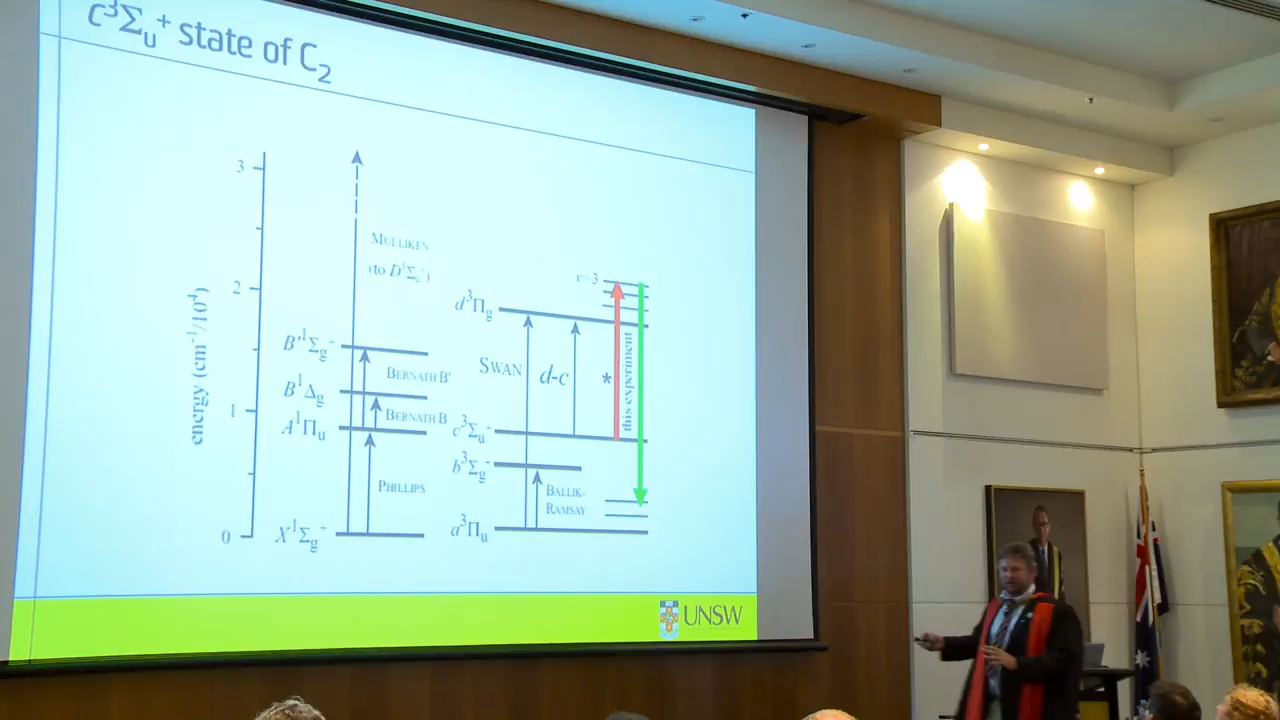 c³Σᵤ⁺ state of C₂
3
2
1
0
energy (cm⁻¹/10⁴)
MULLIKEN
(to D¹Σᵤ⁺)
B'¹Σg⁺
BERNATH B'
B¹Δg
BERNATH B
A¹Πᵤ
PHILLIPS
X¹Σg⁺
v=3
d³Πg
SWAN
d-c
*
this experiment
c³Σᵤ⁺
b³Σg⁻
BALLIK-
RAMSAY
a³Πᵤ
UNSW